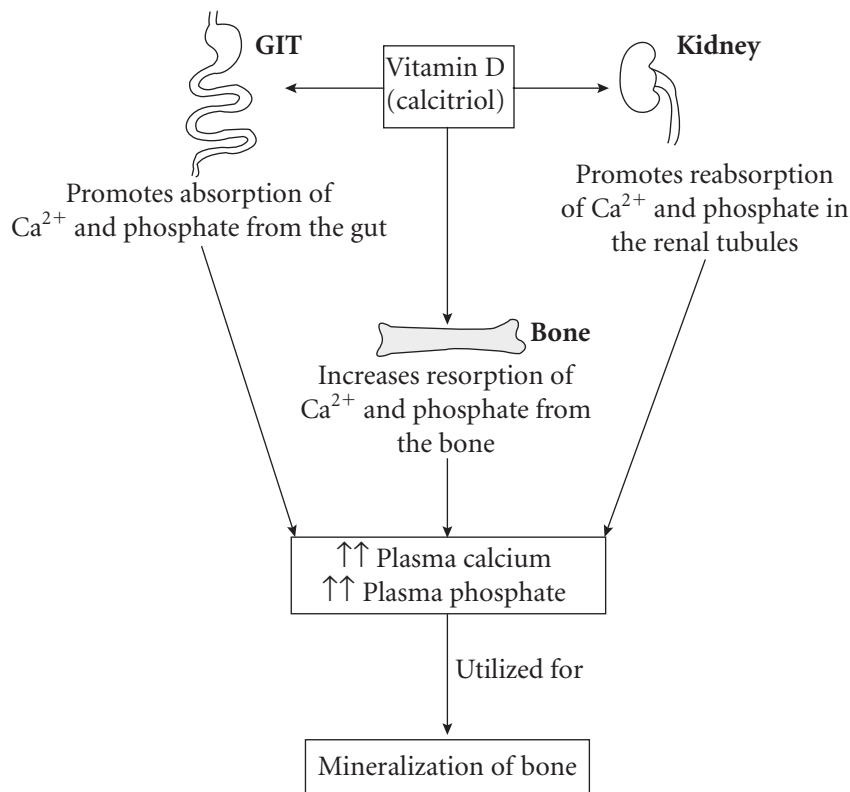 GIT
Vitamin D
(calcitriol)
Kidney
Promotes absorption of
Ca²⁺ and phosphate from the gut
Promotes reabsorption
of Ca²⁺ and phosphate in
the renal tubules
Bone
Increases resorption of
Ca²⁺ and phosphate from
the bone
↑↑ Plasma calcium
↑↑ Plasma phosphate
Utilized for
Mineralization of bone